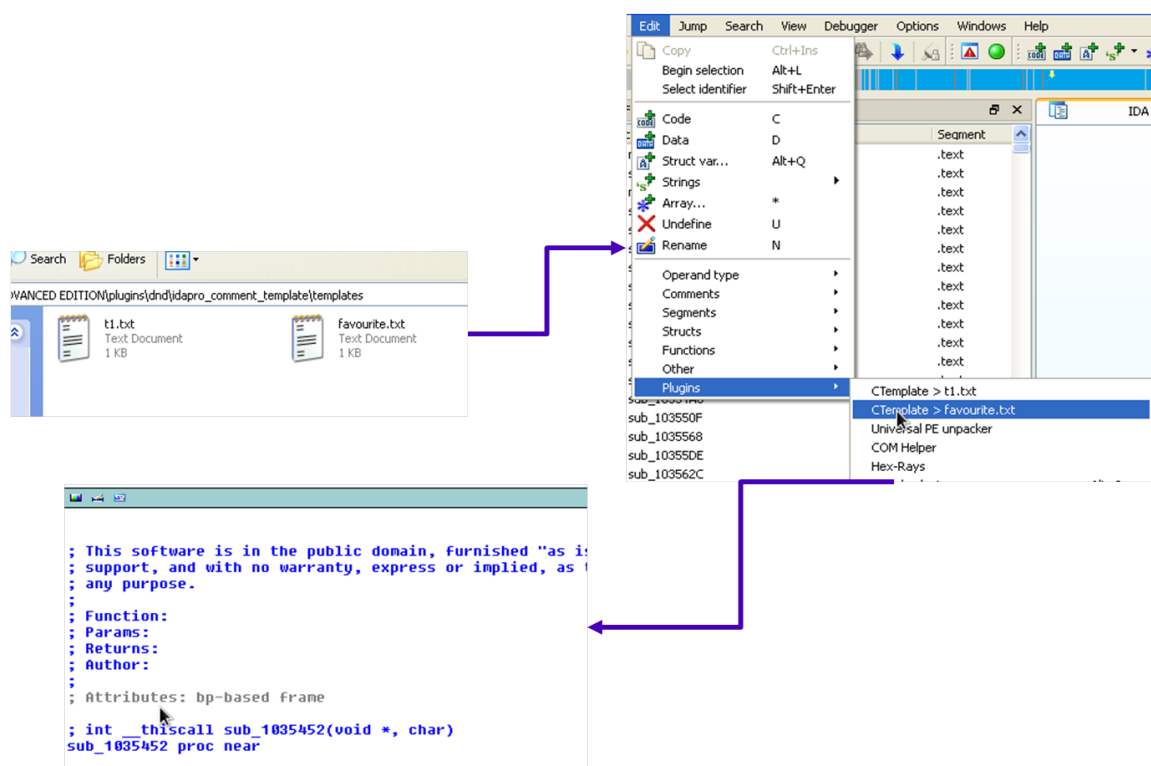 Search Folders
DVANCED EDITION\plugins\dnd\idapro_comment_template\templates
t1.txt
Text Document
1 KB
favourite.txt
Text Document
1 KB
Edit Jump Search View Debugger Options Windows Help
Copy Ctrl+Ins
Begin selection Alt+L
Select identifier Shift+Enter
Code C
Data D
Struct var... Alt+Q
Strings
Array... *
Undefine U
Rename N
Operand type
Comments
Segments
Structs
Functions
Other
Plugins
IDA
Segment
.text
.text
.text
.text
.text
.text
.text
.text
.text
.text
.text
.text
CTemplate > t1.txt
CTemplate > favourite.txt
Universal PE unpacker
COM Helper
Hex-Rays
sub_103550F
sub_1035568
sub_10355DE
sub_103562C
; This software is in the public domain, furnished "as is
; support, and with no warranty, express or implied, as t
; any purpose.
;
; Function:
; Params:
; Returns:
; Author:
;
; Attributes: bp-based frame
; int __thiscall sub_1035452(void *, char)
sub_1035452 proc near